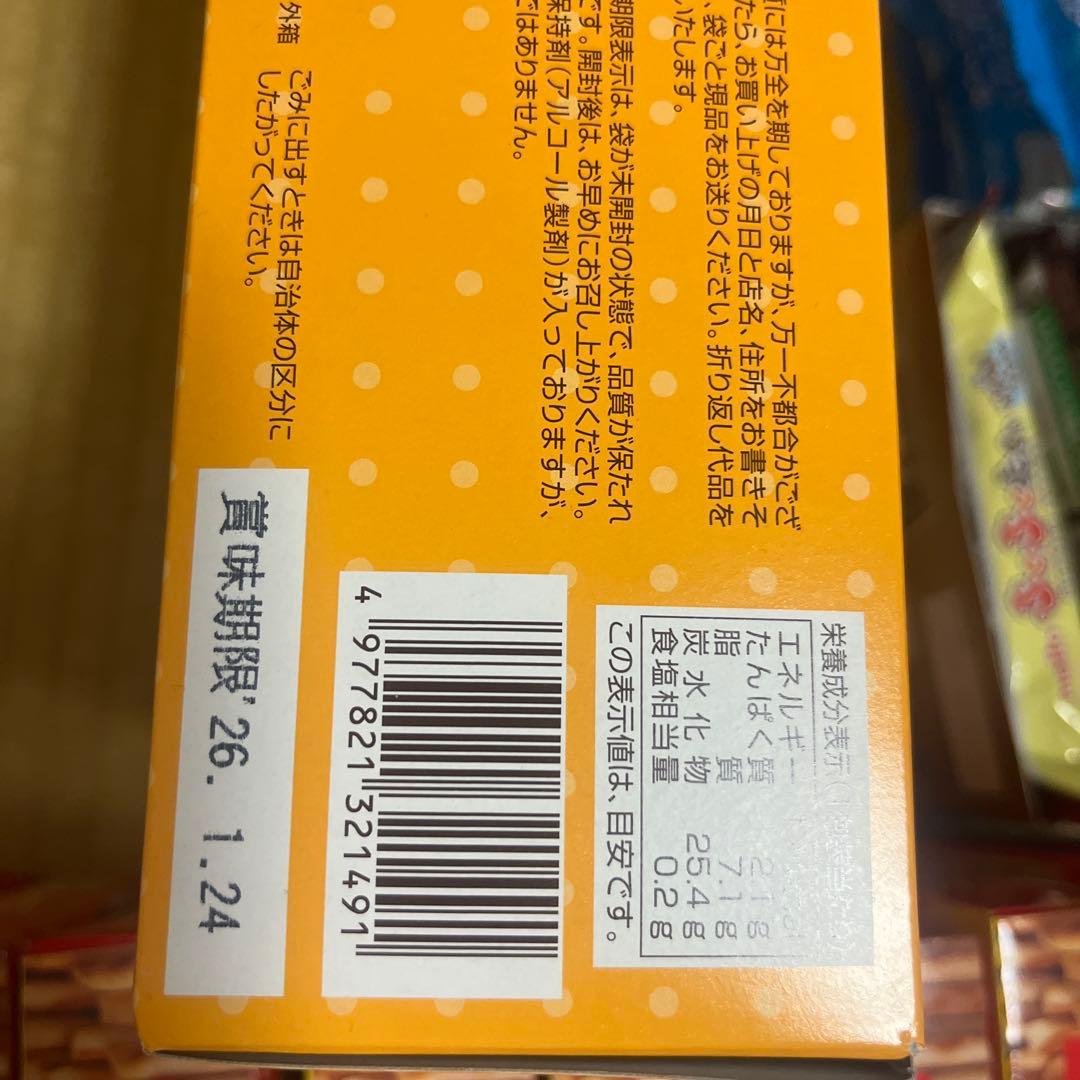 所には万全を期しておりますが、万一不都合がござ
たら、お買い上げの月日と店名、住所をお書きそ
、袋ごと現品をお送りください。折り返し代品を
いたします。
期限表示は、袋が未開封の状態で、品質が保たれ
です。開封後は、お早めにお召し上がりください。
保持剤(アルコール製剤)が入っておりますが、
ではありません。
外箱
ごみに出すときは自治体の区分に
したがってください。
栄養成分表示
エネルギー
たんぱく質 2.1g
脂質 7.1g
炭水化物 25.4g
食塩相当量 0.2g
この表示値は、目安です。
4 977821 321491
賞味期限'26. 1.24